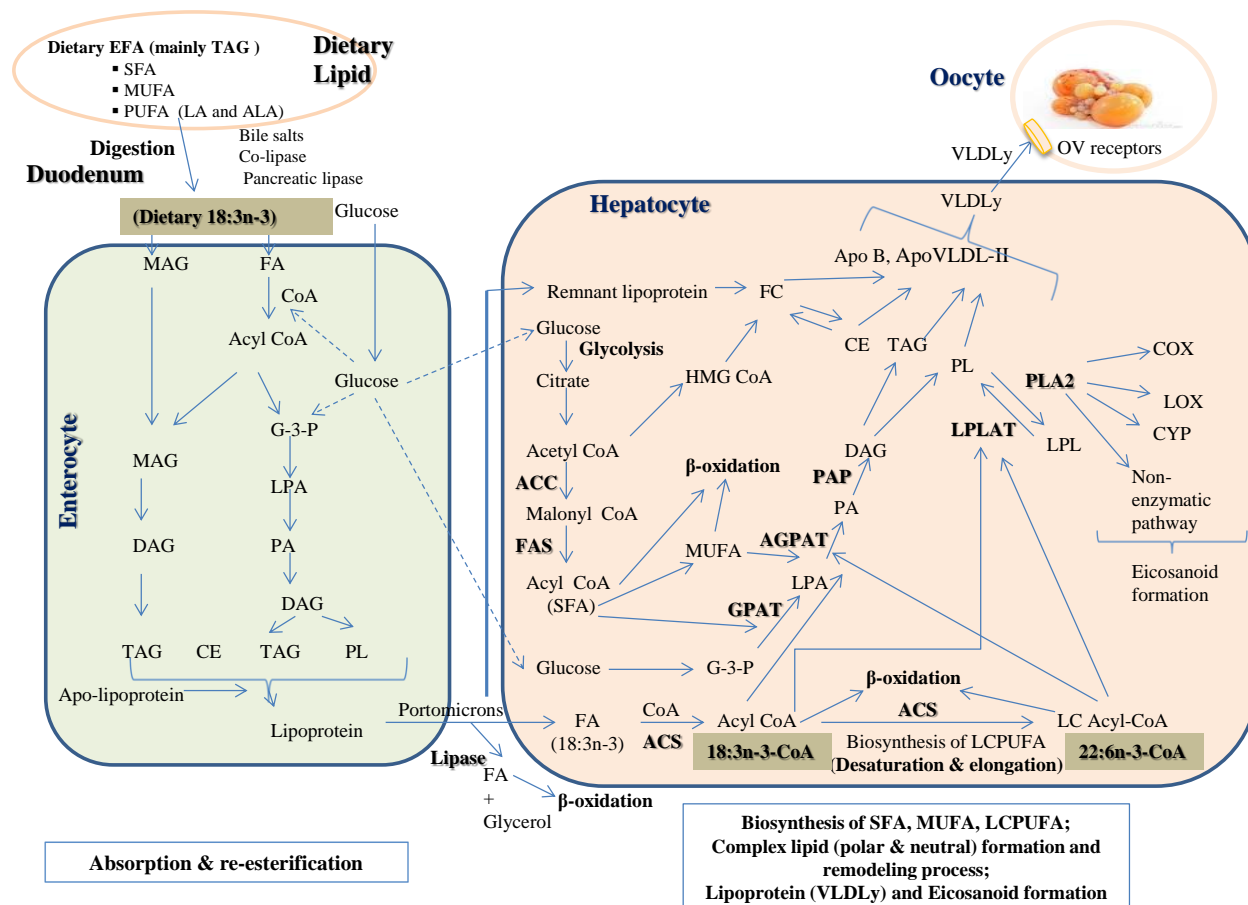 Dietary EFA (mainly TAG )
▪ SFA
▪ MUFA
▪ PUFA (LA and ALA)
Dietary
Lipid
Digestion
Duodenum
Bile salts
Co-lipase
Pancreatic lipase
(Dietary 18:3n-3)
Glucose
Enterocyte
MAG
FA
CoA
Acyl CoA
Glucose
G-3-P
MAG
LPA
DAG
PA
DAG
TAG
CE
TAG
PL
Apo-lipoprotein
Lipoprotein
Absorption & re-esterification
Portomicrons
Lipase
FA
+
Glycerol
β-oxidation
Oocyte
OV receptors
VLDLy
Hepatocyte
VLDLy
Apo B, ApoVLDL-II
Remnant lipoprotein
FC
Glucose
Glycolysis
Citrate
HMG CoA
CE
TAG
PL
PLA2
COX
LOX
CYP
Acetyl CoA
ACC
Malonyl CoA
FAS
Acyl CoA
(SFA)
β-oxidation
MUFA
DAG
PAP
PA
AGPAT
LPA
GPAT
LPLAT
LPL
Non-
enzymatic
pathway
Eicosanoid
formation
Glucose
G-3-P
β-oxidation
FA
(18:3n-3)
CoA
ACS
Acyl CoA
18:3n-3-CoA
ACS
Biosynthesis of LCPUFA
(Desaturation & elongation)
LC Acyl-CoA
22:6n-3-CoA
Biosynthesis of SFA, MUFA, LCPUFA;
Complex lipid (polar & neutral) formation and
remodeling process;
Lipoprotein (VLDLy) and Eicosanoid formation